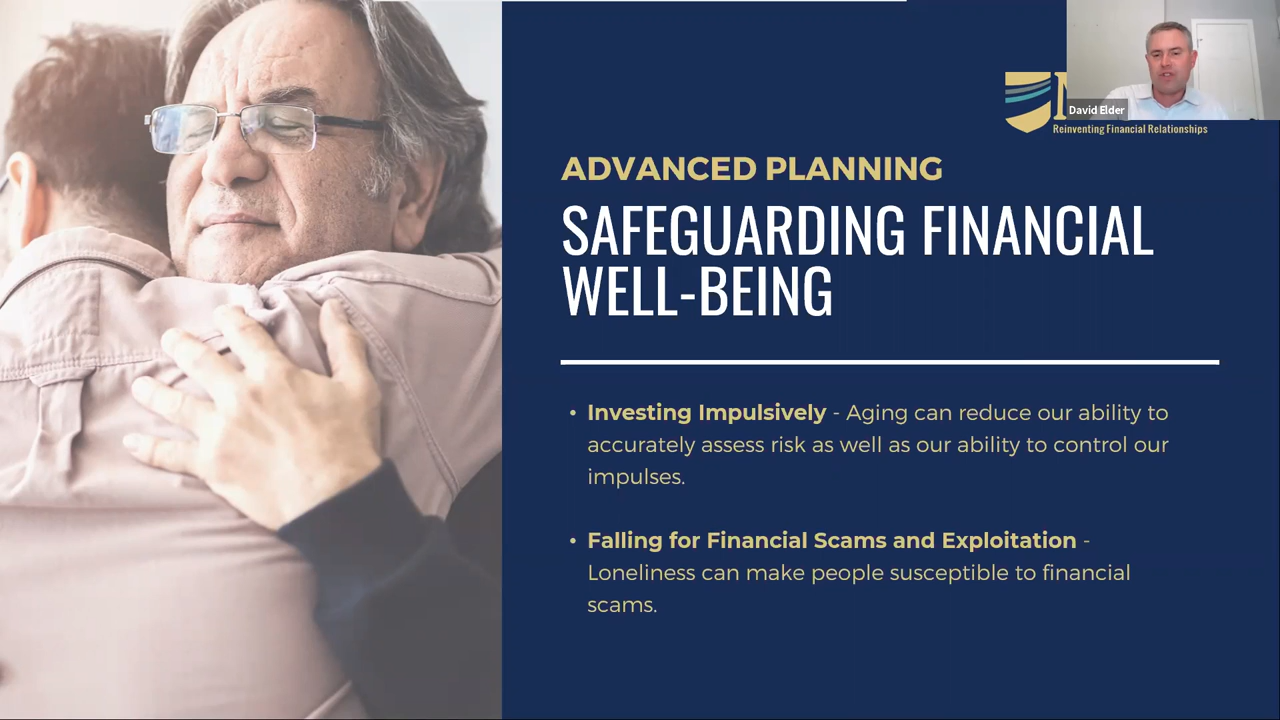 David Elder
Reinventing Financial Relationships
ADVANCED PLANNING
SAFEGUARDING FINANCIAL
WELL-BEING
• Investing Impulsively - Aging can reduce our ability to
accurately assess risk as well as our ability to control our
impulses.
• Falling for Financial Scams and Exploitation -
Loneliness can make people susceptible to financial
scams.